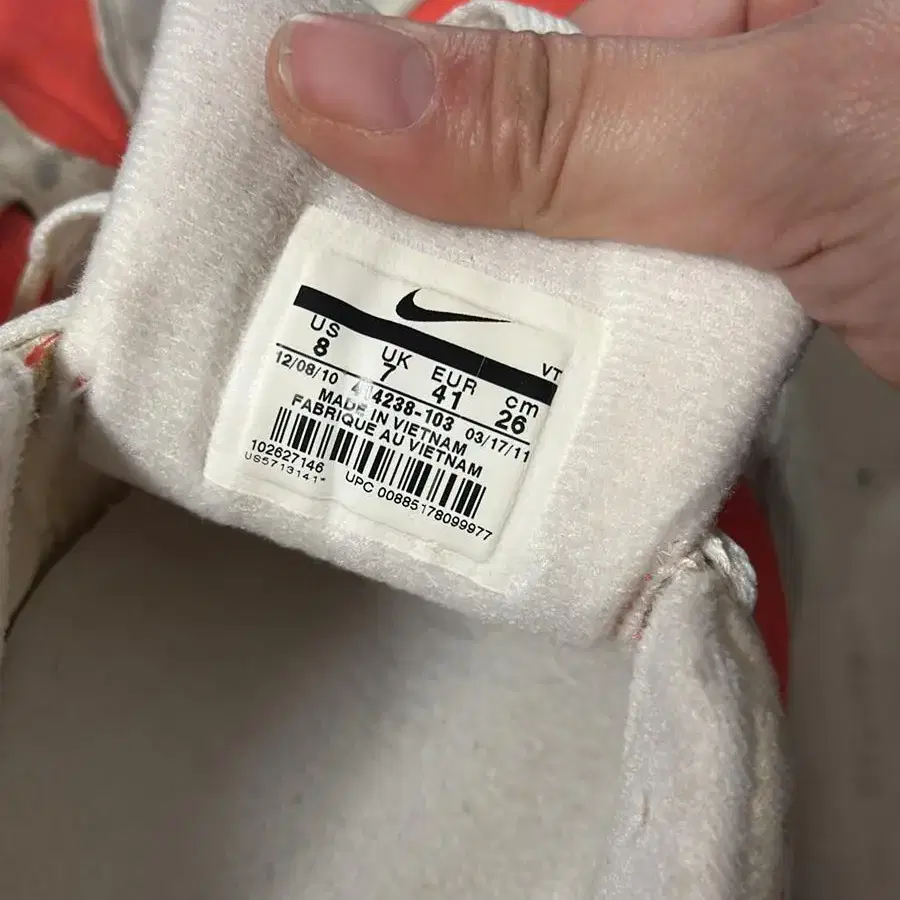 VT
US UK EUR cm
8 7 41 26
12/08/10 414238-103 03/17/11
MADE IN VIETNAM
FABRIQUE AU VIETNAM
102627146
US5713141* UPC 00885178099977